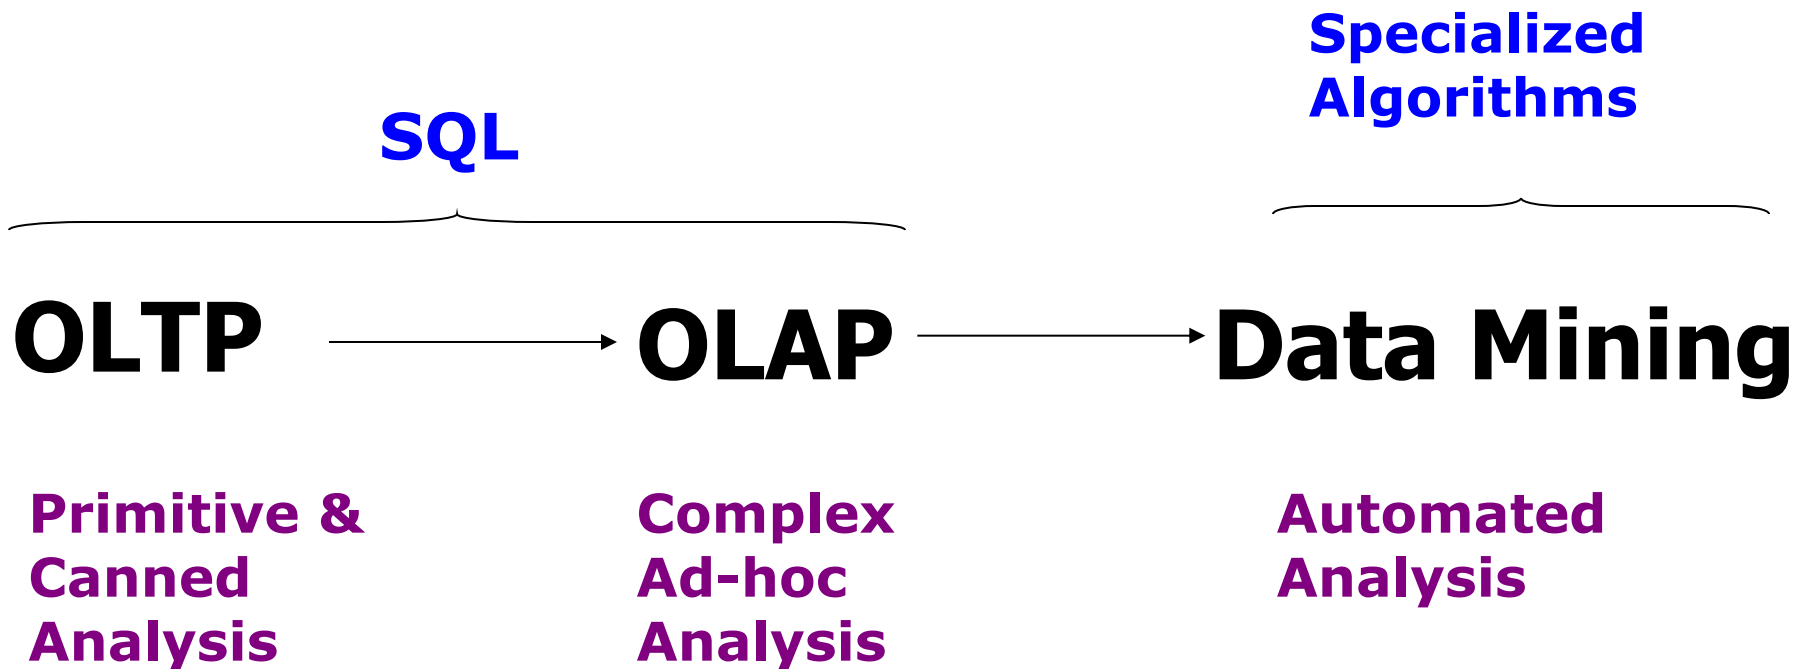 Specialized
Algorithms
SQL
OLTP
OLAP
Data Mining
Primitive &
Canned
Analysis
Complex
Ad-hoc
Analysis
Automated
Analysis